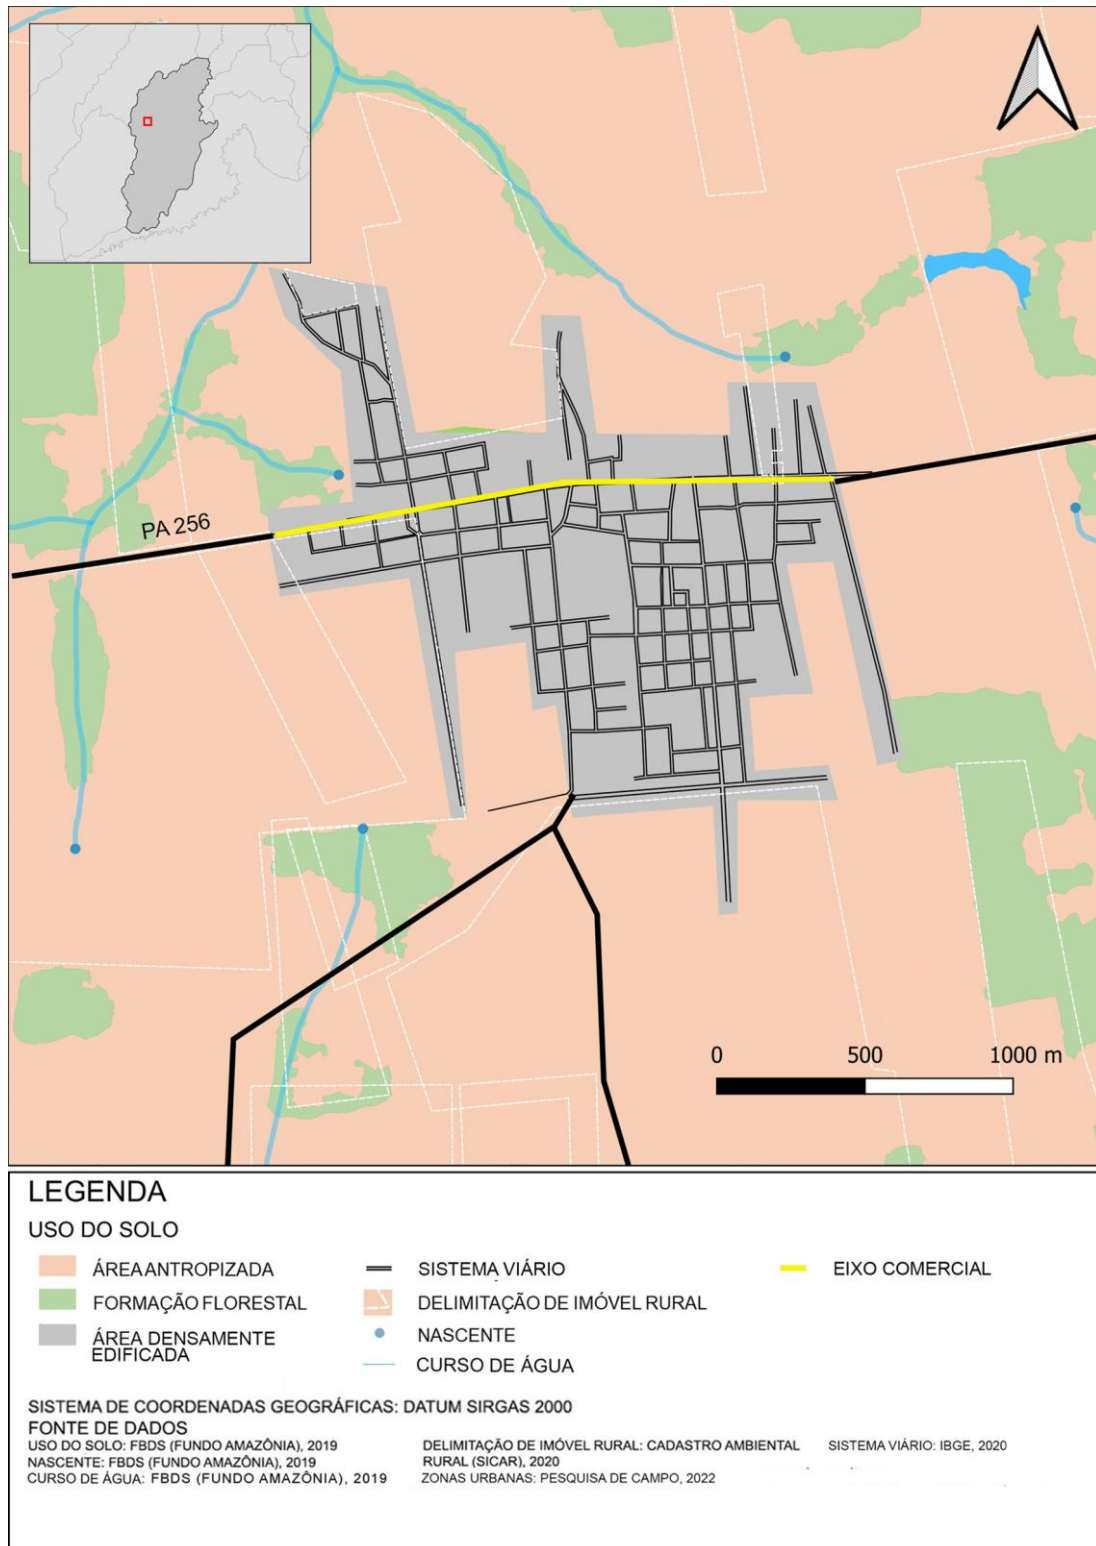 PA 256
0 500 1000 m
LEGENDA
USO DO SOLO
ÁREA ANTROPIZADA
FORMAÇÃO FLORESTAL
ÁREA DENSAMENTE
EDIFICADA
SISTEMA VIÁRIO
DELIMITAÇÃO DE IMÓVEL RURAL
NASCENTE
CURSO DE ÁGUA
EIXO COMERCIAL
SISTEMA DE COORDENADAS GEOGRÁFICAS: DATUM SIRGAS 2000
FONTE DE DADOS
USO DO SOLO: FBDS (FUNDO AMAZÔNIA), 2019
NASCENTE: FBDS (FUNDO AMAZÔNIA), 2019
CURSO DE ÁGUA: FBDS (FUNDO AMAZÔNIA), 2019
DELIMITAÇÃO DE IMÓVEL RURAL: CADASTRO AMBIENTAL
RURAL (SICAR), 2020
ZONAS URBANAS: PESQUISA DE CAMPO, 2022
SISTEMA VIÁRIO: IBGE, 2020